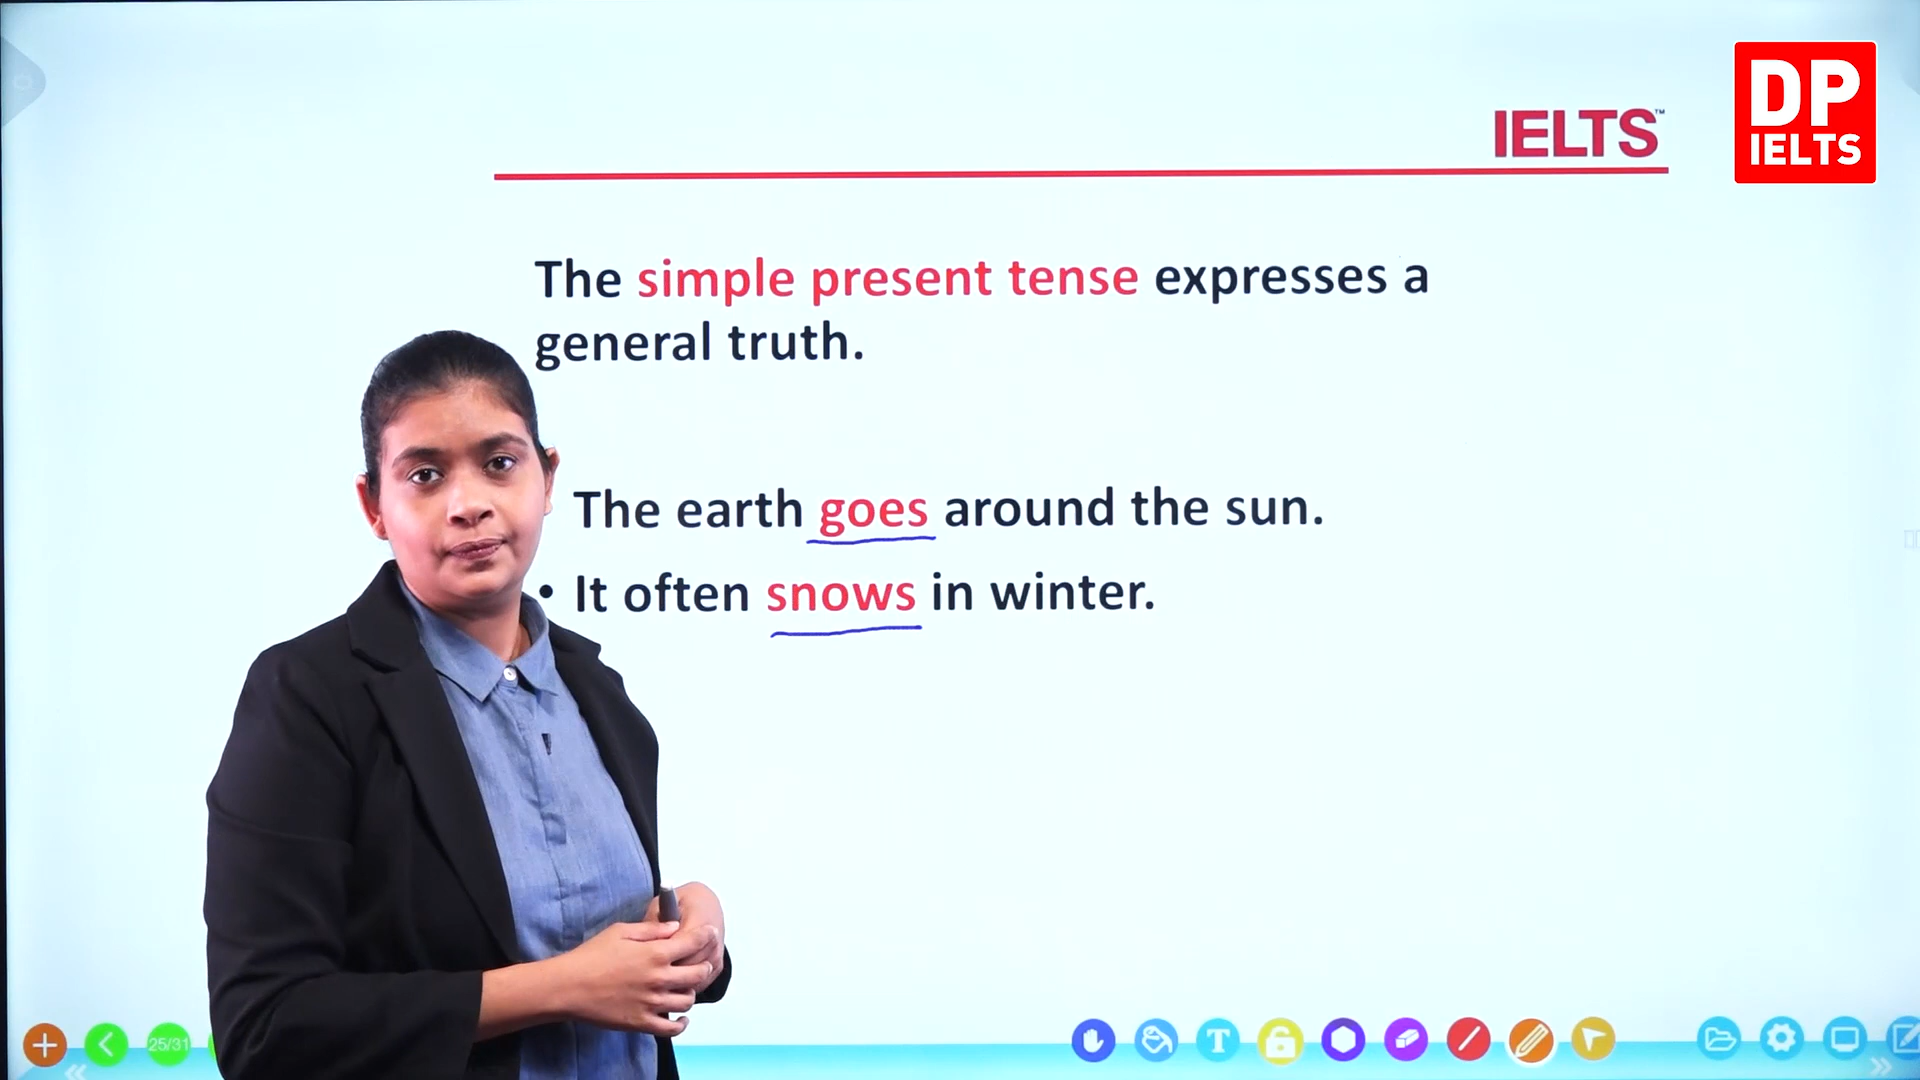 DP
IELTS
IELTS™
The simple present tense expresses a
general truth.
The earth goes around the sun.
• It often snows in winter.
25/31
T